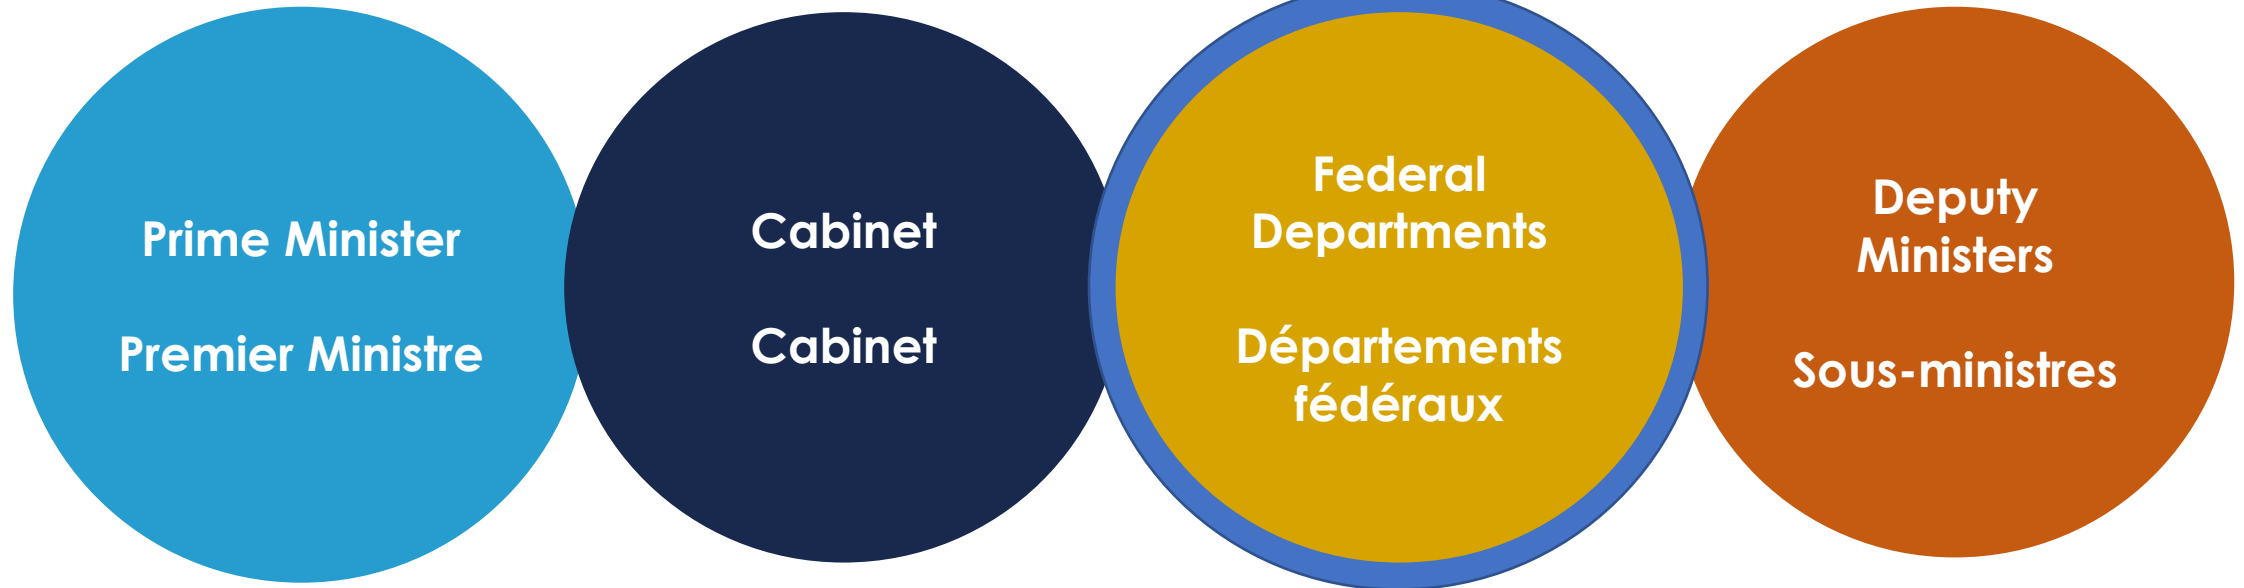 Prime Minister
Premier Ministre
Cabinet
Cabinet
Federal
Departments
Départements
fédéraux
Deputy
Ministers
Sous-ministres